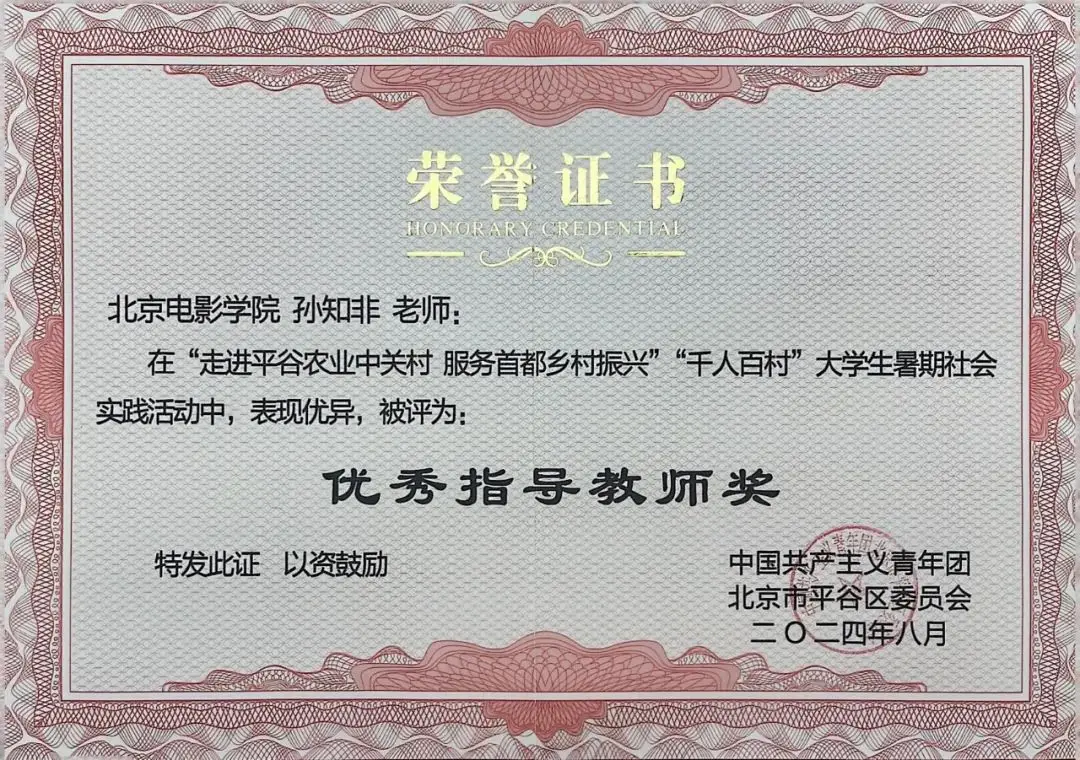 荣誉证书
HONORARY CREDENTIAL
北京电影学院 孙知非 老师：
在“走进平谷农业中关村 服务首都乡村振兴”“千人百村”大学生暑期社会
实践活动中，表现优异，被评为：
优秀指导教师奖
特发此证 以资鼓励
中国共产主义青年团
北京市平谷区委员会
二〇二四年八月